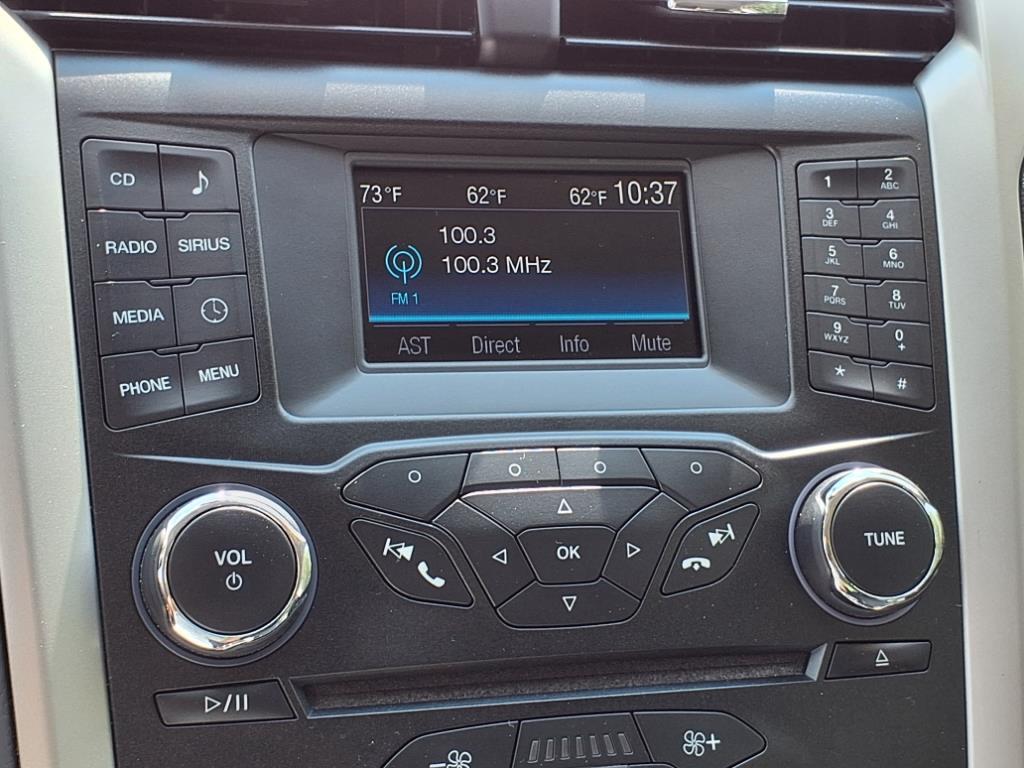 73°F 62°F 62°F 10:37
100.3
100.3 MHz
FM 1
AST Direct Info Mute
CD
RADIO SIRIUS
MEDIA
PHONE MENU
1 2 ABC
3 DEF 4 GHI
5 JKL 6 MNO
7 PQRS 8 TUV
9 WXYZ 0 +
* #
VOL
OK
TUNE